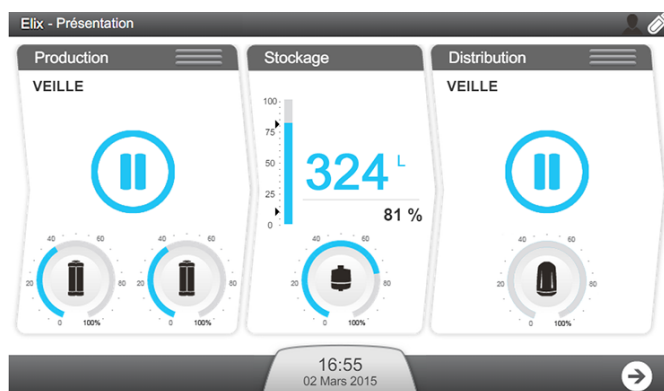 Elix - Présentation
Production
VEILLE
40 60
20 80
0 100%
40 60
20 80
0 100%
Stockage
100
75
50
25
0
324 L
81 %
40 60
20 80
0 100%
Distribution
VEILLE
40 60
20 80
0 100%
16:55
02 Mars 2015